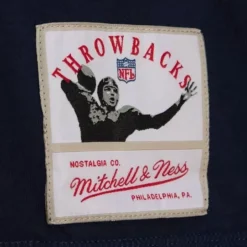 THROWBACKS
NFL
NOSTALGIA CO.
Mitchell & Ness
PHILADELPHIA, PA.